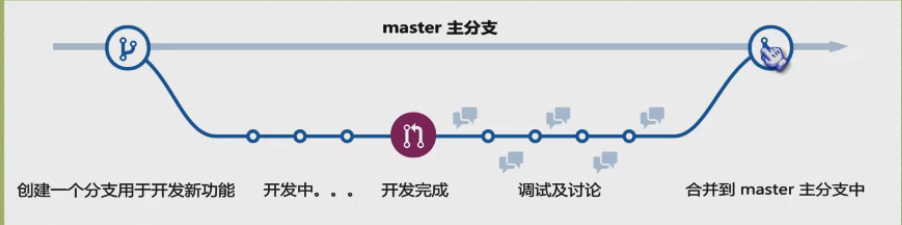 master 主分支
创建一个分支用于开发新功能
开发中。。。
开发完成
调试及讨论
合并到 master 主分支中